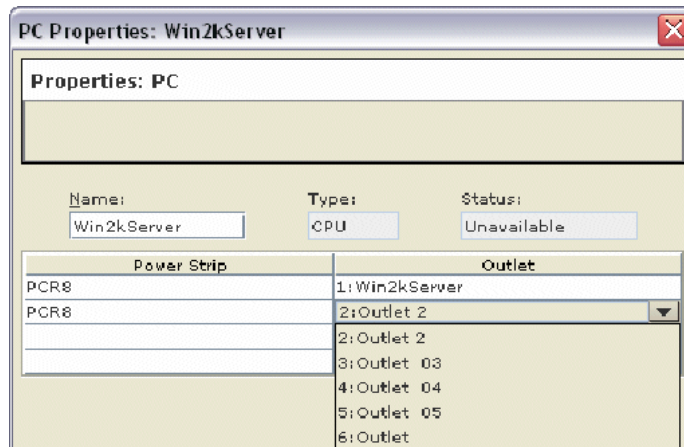 PC Properties: Win2kServer
Properties: PC
Name: Type: Status:
Win2kServer CPU Unavailable
Power Strip Outlet
PCR8 1:Win2kServer
PCR8 2:Outlet 2
2:Outlet 2
3:Outlet 03
4:Outlet 04
5:Outlet 05
6:Outlet